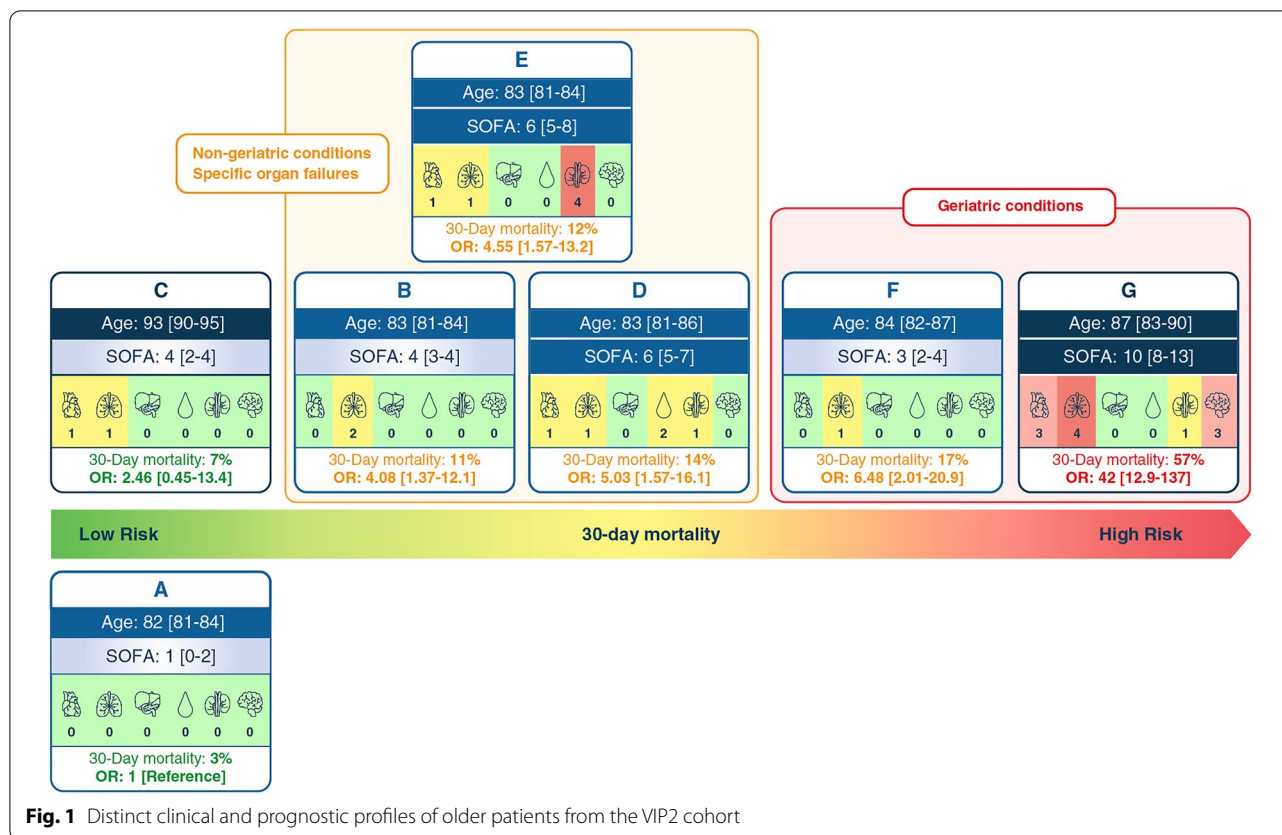 E
Age: 83 [81-84]
SOFA: 6 [5-8]
1 1 0 0 4 0
30-Day mortality: 12%
OR: 4.55 [1.57-13.2]
Non-geriatric conditions
Specific organ failures
Geriatric conditions
C
Age: 93 [90-95]
SOFA: 4 [2-4]
1 1 0 0 0 0
30-Day mortality: 7%
OR: 2.46 [0.45-13.4]
B
Age: 83 [81-84]
SOFA: 4 [3-4]
0 2 0 0 0 0
30-Day mortality: 11%
OR: 4.08 [1.37-12.1]
D
Age: 83 [81-86]
SOFA: 6 [5-7]
1 1 0 2 1 0
30-Day mortality: 14%
OR: 5.03 [1.57-16.1]
F
Age: 84 [82-87]
SOFA: 3 [2-4]
0 1 0 0 0 0
30-Day mortality: 17%
OR: 6.48 [2.01-20.9]
G
Age: 87 [83-90]
SOFA: 10 [8-13]
3 4 0 0 1 3
30-Day mortality: 57%
OR: 42 [12.9-137]
Low Risk 30-day mortality High Risk
A
Age: 82 [81-84]
SOFA: 1 [0-2]
0 0 0 0 0 0
30-Day mortality: 3%
OR: 1 [Reference]
Fig. 1 Distinct clinical and prognostic profiles of older patients from the VIP2 cohort